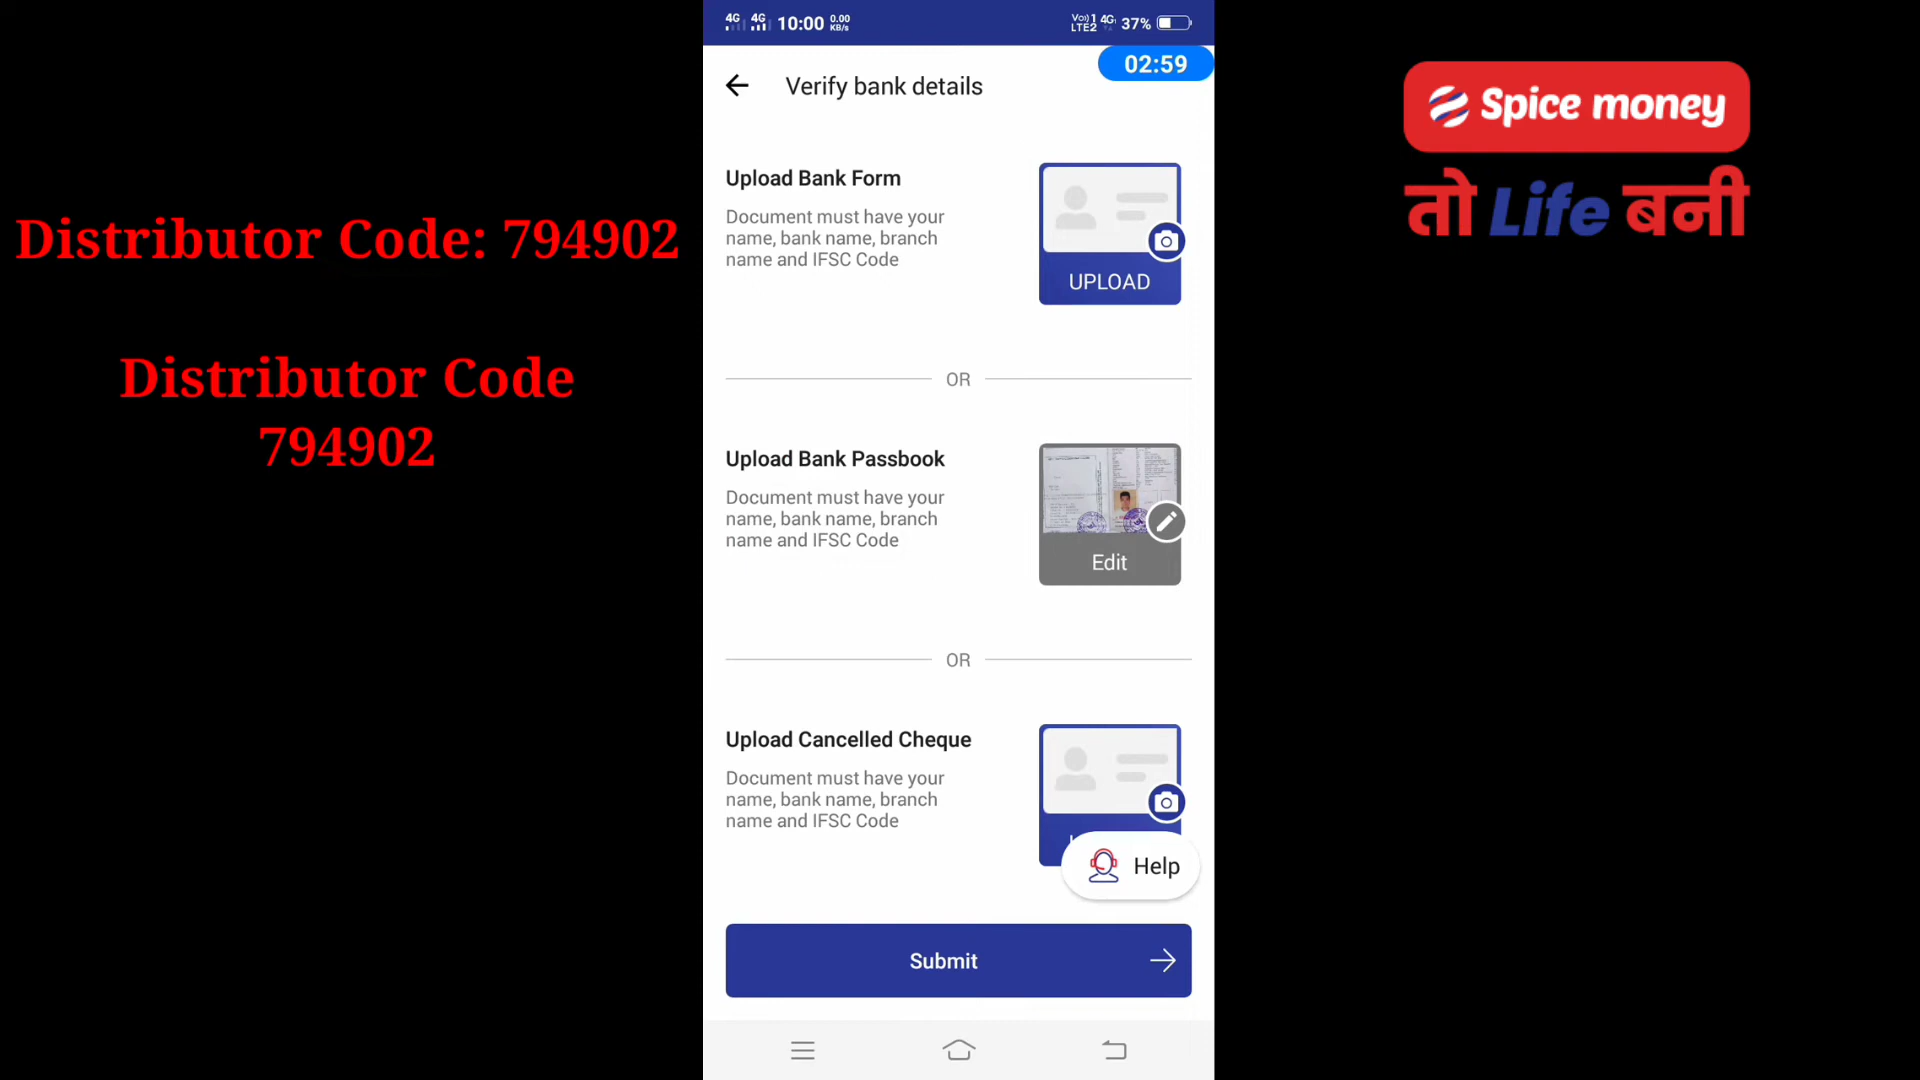 Distributor Code: 794902
Distributor Code
794902
4G 4G 10:00 0.00 KB/s
Vo) 1 4G LTE2 37%
02:59
Verify bank details
Upload Bank Form
Document must have your
name, bank name, branch
name and IFSC Code
UPLOAD
OR
Upload Bank Passbook
Document must have your
name, bank name, branch
name and IFSC Code
Edit
OR
Upload Cancelled Cheque
Document must have your
name, bank name, branch
name and IFSC Code
Help
Submit
Spice money
तो Life बनी